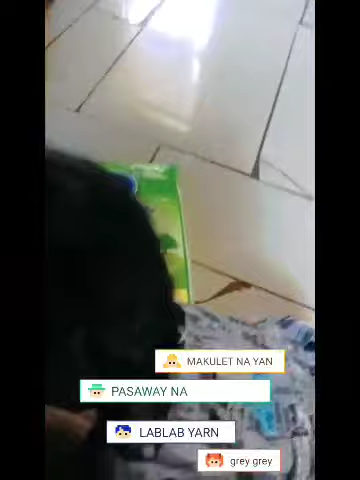 MAKULET NA YAN
PASAWAY NA
LABLAB YARN
grey grey